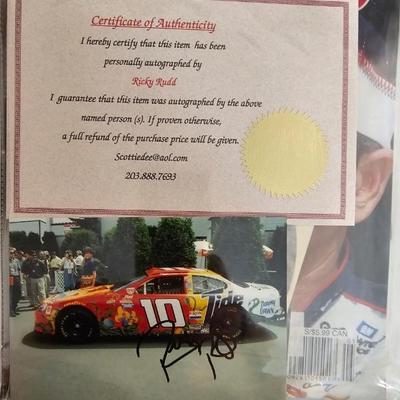 Certificate of Authenticity
I hereby certify that this item has been
personally autographed by
Ricky Rudd
I guarantee that this item was autographed by the above
named person (s). If proven otherwise,
a full refund of the purchase price will be given.
Scottiedee@aol.com
203.888.7693
10
Tide
Downy
S/$5.99 CAN
GM